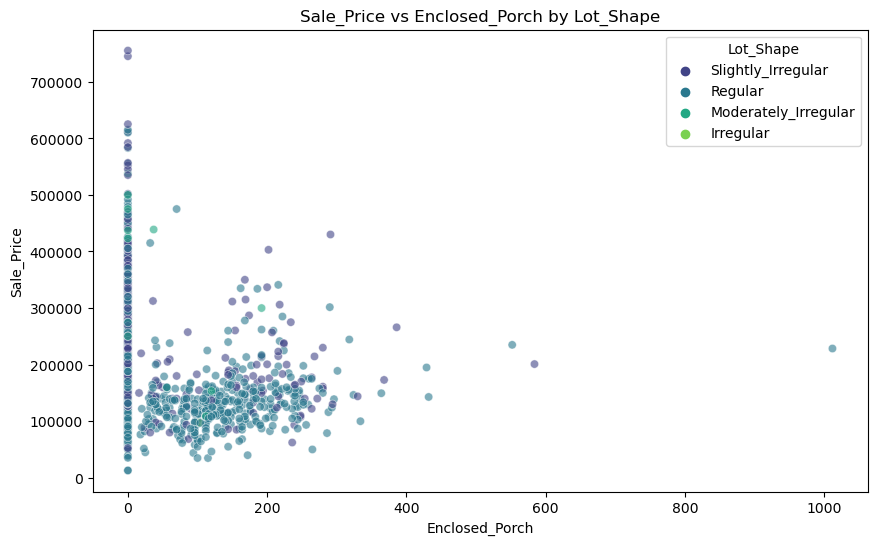 Sale_Price vs Enclosed_Porch by Lot_Shape
Lot_Shape
Slightly_Irregular
Regular
Moderately_Irregular
Irregular
Sale_Price
700000
600000
500000
400000
300000
200000
100000
0
0 200 400 600 800 1000
Enclosed_Porch